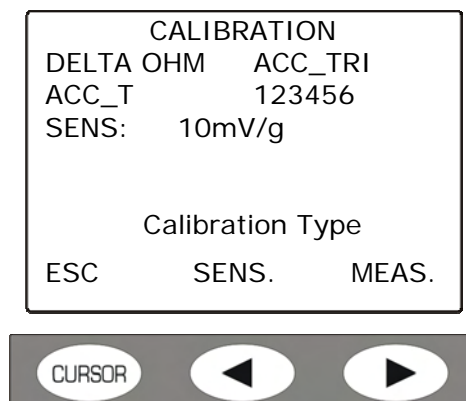 CALIBRATION
DELTA OHM ACC_TRI
ACC_T 123456
SENS: 10mV/g
Calibration Type
ESC SENS. MEAS.
CURSOR